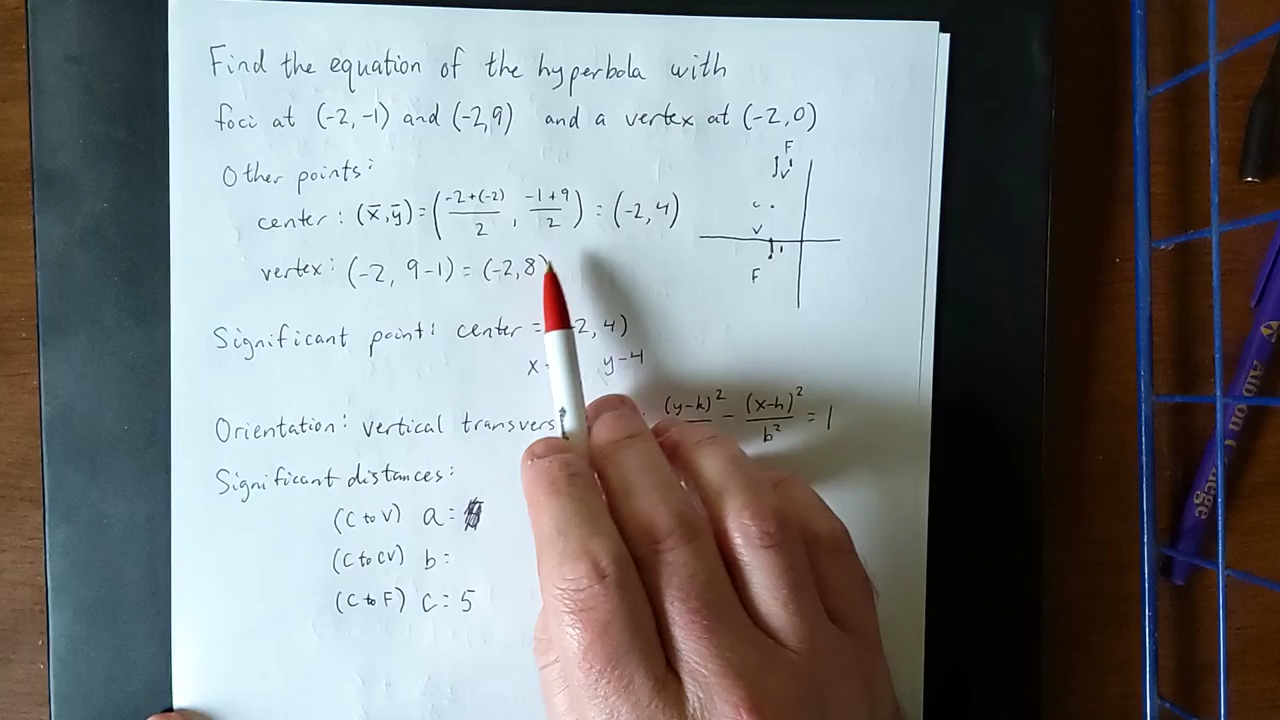 Find the equation of the hyperbola with
foci at (-2, -1) and (-2, 9) and a vertex at (-2, 0)
Other points:
center: (x̄, ȳ) = ((-2+(-2))/2, (-1+9)/2) = (-2, 4)
vertex: (-2, 9-1) = (-2, 8)
F
V
C
V
F
Significant point: center = 2, 4)
x- y-4
Orientation: vertical transvers (y-k)² - (x-h)²/b² = 1
Significant distances:
(C to V) a =
(C to CV) b =
(C to F) c = 5
Albion College